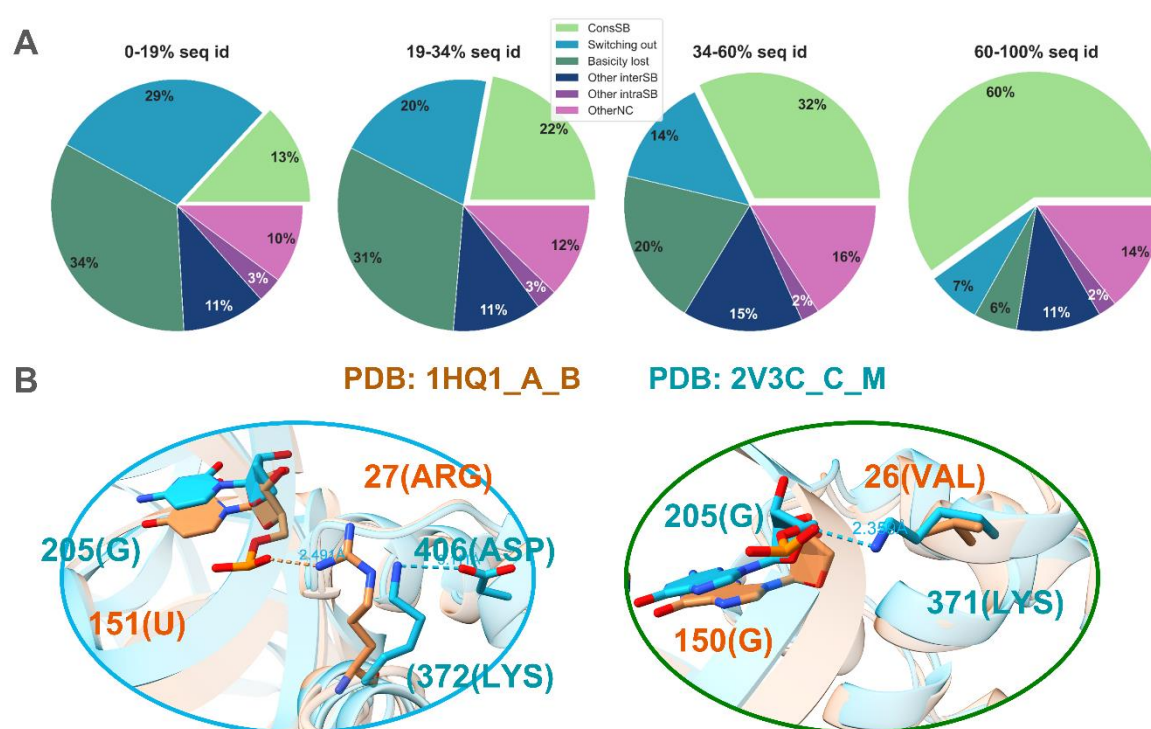 A
0-19% seq id
19-34% seq id
34-60% seq id
60-100% seq id
ConsSB
Switching out
Basicity lost
Other interSB
Other intraSB
OtherNC
29%
13%
34%
11%
3%
10%
20%
22%
31%
11%
3%
12%
14%
32%
20%
15%
2%
16%
60%
7%
6%
11%
2%
14%
B
PDB: 1HQ1_A_B
PDB: 2V3C_C_M
27(ARG)
205(G)
2.491Å
406(ASP)
151(U)
(372(LYS)
26(VAL)
205(G)
371(LYS)
150(G)